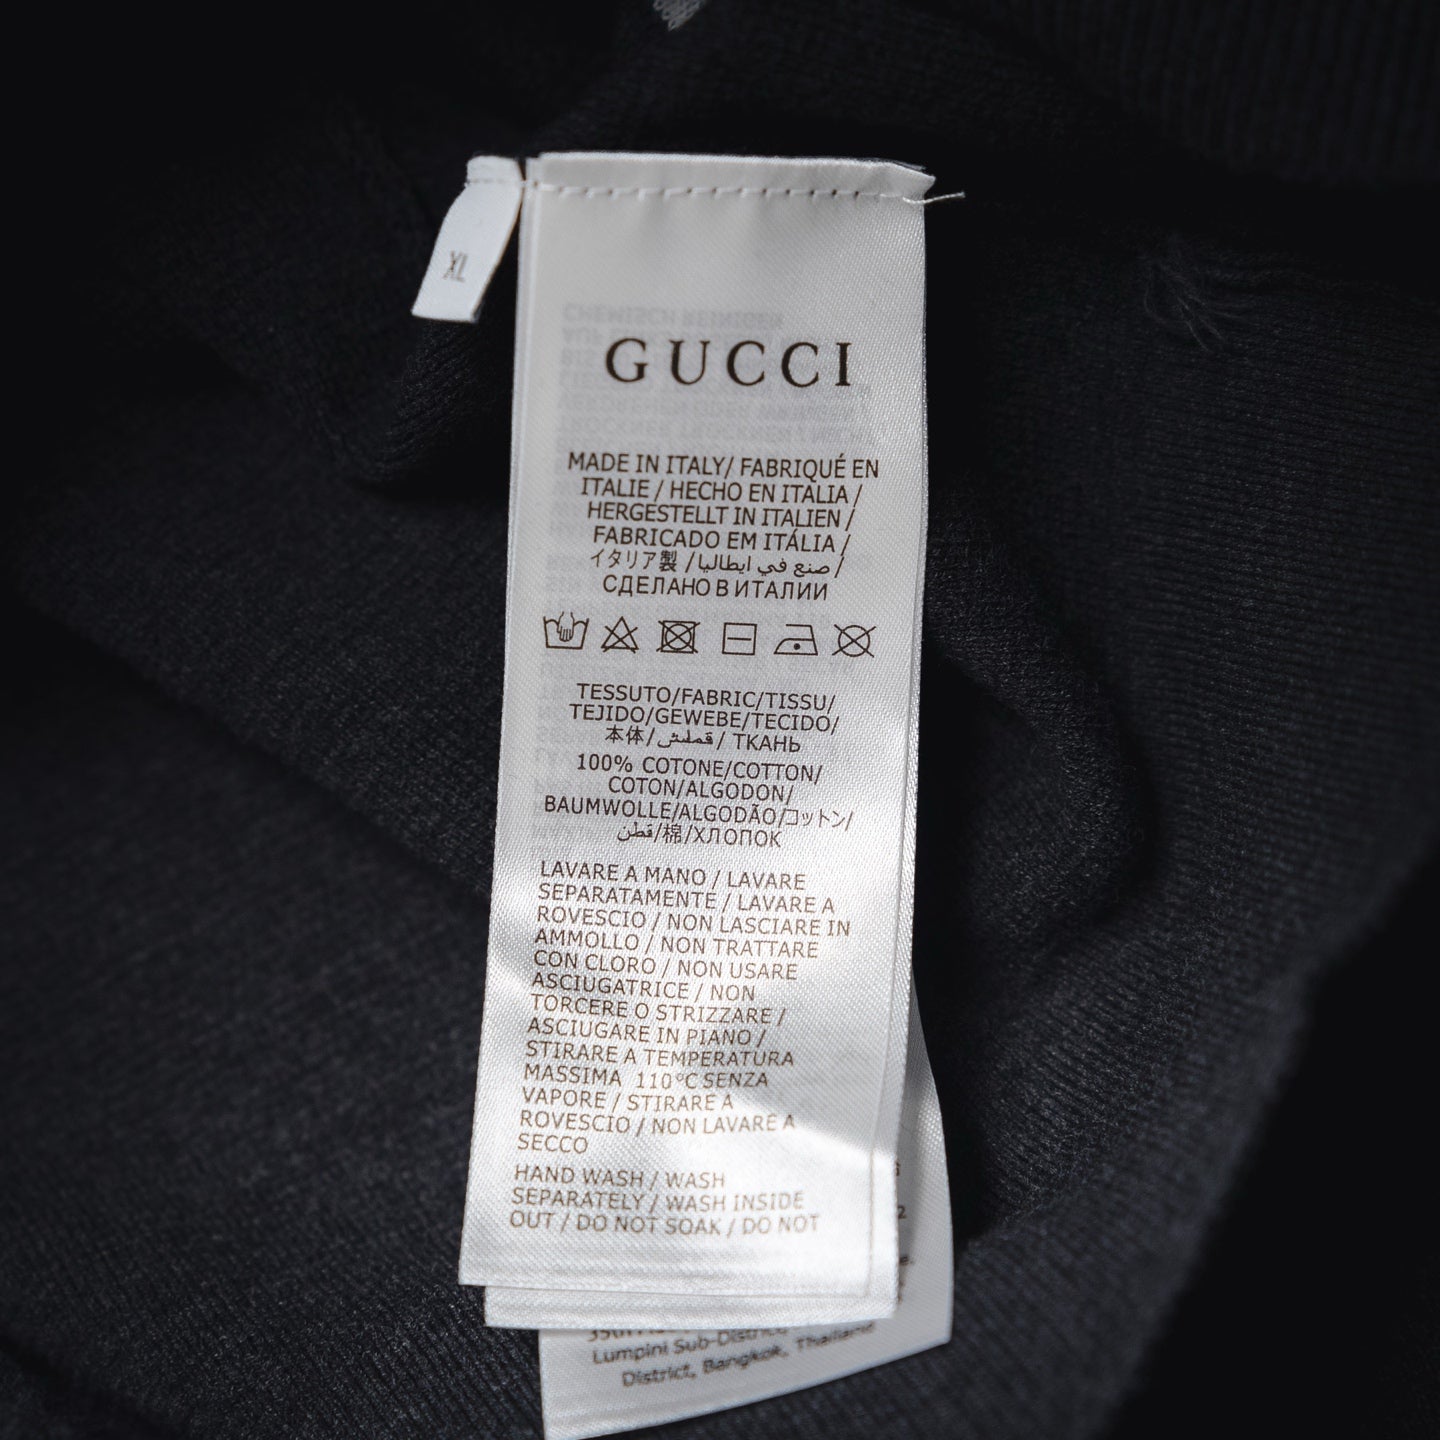 XL
GUCCI
MADE IN ITALY/ FABRIQUÉ EN
ITALIE / HECHO EN ITALIA /
HERGESTELLT IN ITALIEN /
FABRICADO EM ITÁLIA /
イタリア製 /صنع في ايطاليا /
СДЕЛАНО В ИТАЛИИ
TESSUTO/FABRIC/TISSU/
TEJIDO/GEWEBE/TECIDO/
本体/قملش/ ТКАНЬ
100% COTONE/COTTON/
COTON/ALGODON/
BAUMWOLLE/ALGODÃO/コットン/
قطن/棉/ХЛОПОК
LAVARE A MANO / LAVARE
SEPARATAMENTE / LAVARE A
ROVESCIO / NON LASCIARE IN
AMMOLLO / NON TRATTARE
CON CLORO / NON USARE
ASCIUGATRICE / NON
TORCERE O STRIZZARE /
ASCIUGARE IN PIANO /
STIRARE A TEMPERATURA
MASSIMA 110°C SENZA
VAPORE / STIRARE A
ROVESCIO / NON LAVARE A
SECCO
HAND WASH / WASH
SEPARATELY / WASH INSIDE
OUT / DO NOT SOAK / DO NOT
Lumpini Sub-District,
District, Bangkok, Thailand